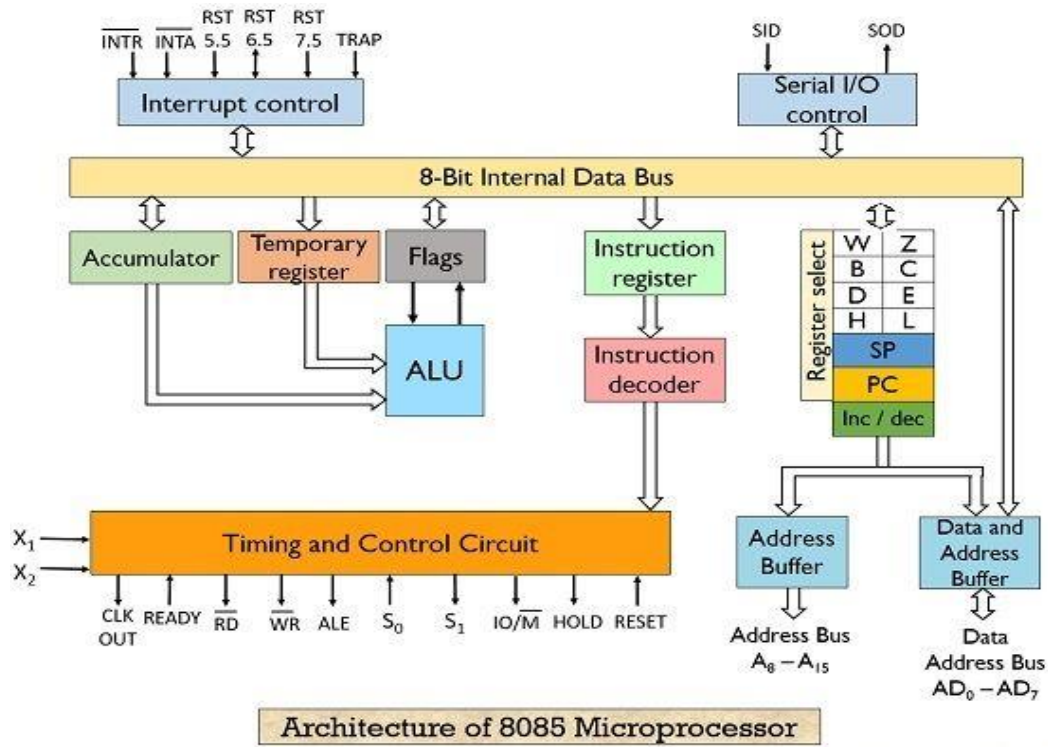 RST RST RST
INTR INTA 5.5 6.5 7.5 TRAP
SID SOD
Interrupt control
Serial I/O
control
8-Bit Internal Data Bus
Accumulator
Temporary
register
Flags
Instruction
register
Register select
W Z
B C
D E
H L
SP
PC
Inc / dec
ALU
Instruction
decoder
X₁
X₂
Timing and Control Circuit
Address
Buffer
Data and
Address
Buffer
CLK
OUT
READY
RD
WR
ALE
S₀
S₁
IO/M
HOLD
RESET
Address Bus
A₈ – A₁₅
Data
Address Bus
AD₀ – AD₇
Architecture of 8085 Microprocessor